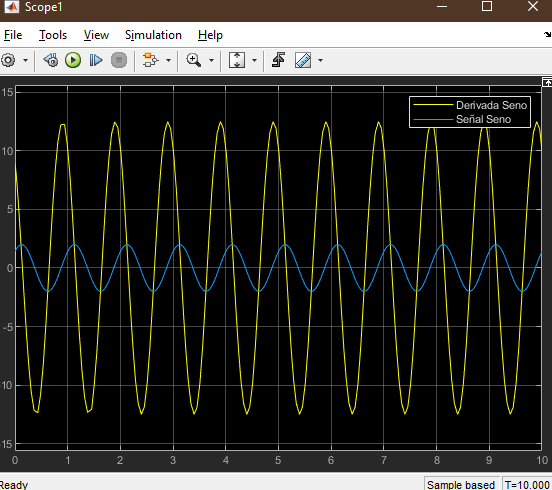 Scope1
File Tools View Simulation Help
Derivada Seno
Señal Seno
15
10
5
0
-5
-10
-15
0 1 2 3 4 5 6 7 8 9 10
Ready Sample based T=10.000